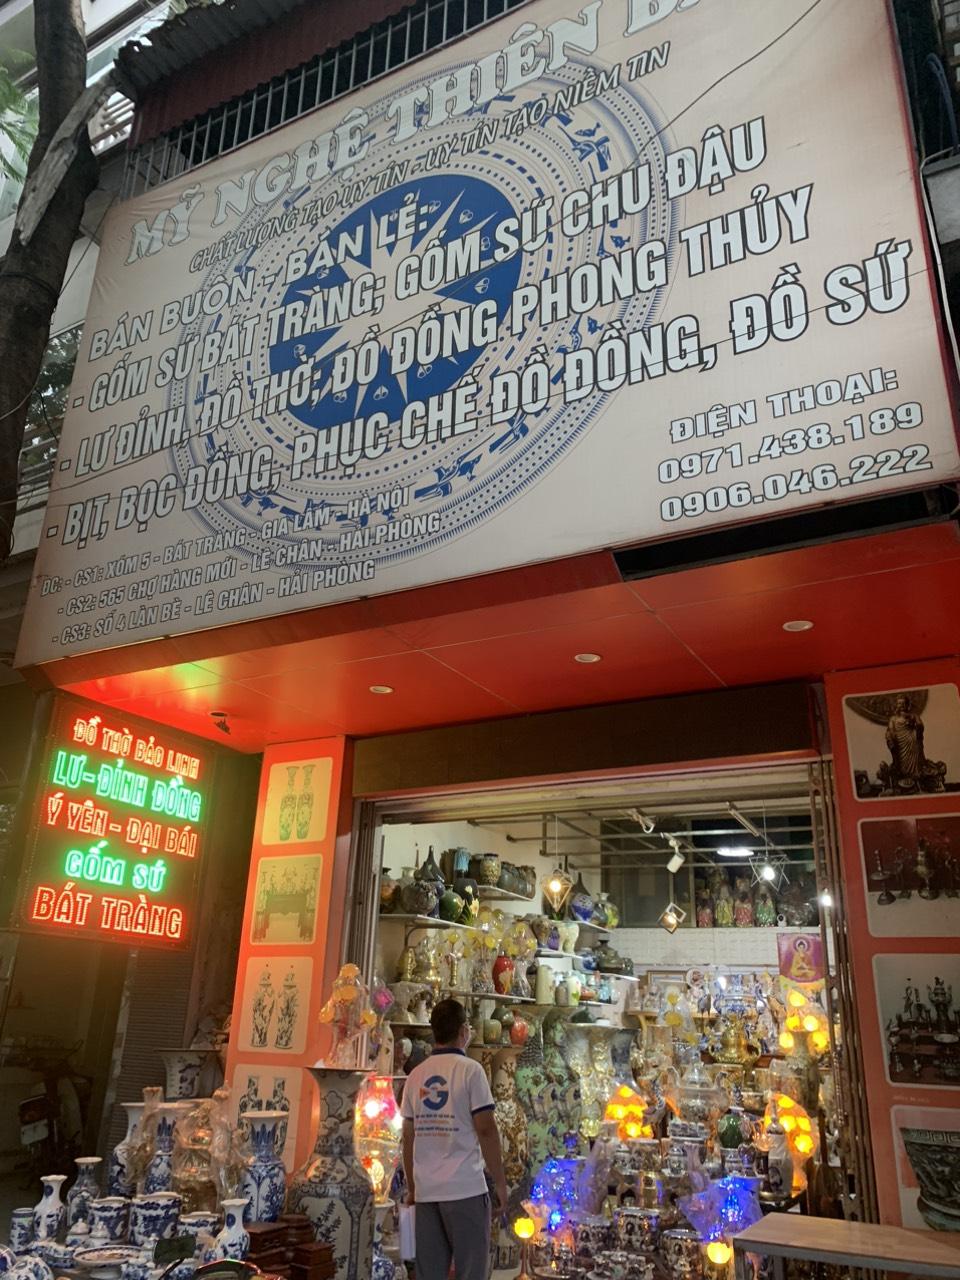 MỸ NGHỆ THIÊN
CHẤT LƯỢNG TẠO UY TÍN - UY TÍN TẠO NIỀM TIN
BÁN BUÔN - BÁN LẺ:
- GỐM SỨ BÁT TRÀNG; GỐM SỨ CHU ĐẬU
- LƯ ĐỈNH, ĐỒ THỜ; ĐỒ ĐỒNG PHONG THỦY
- BỊT, BỌC ĐỒNG, PHỤC CHẾ ĐỒ ĐỒNG, ĐỒ SỨ
ĐIỆN THOẠI:
0971.438.189
0906.046.222
ĐC: - CS1: XÓM 5 - BÁT TRÀNG - GIA LÂM - HÀ NỘI
- CS2: 565 CHỢ HÀNG MỚI - LÊ CHÂN - HẢI PHÒNG
- CS3: SỐ 4 LÁN BÈ - LÊ CHÂN - HẢI PHÒNG
ĐỒ THỜ BẢO LINH
LƯ-ĐỈNH ĐỒNG
Ý YÊN - ĐẠI BÁI
GỐM SỨ
BÁT TRÀNG